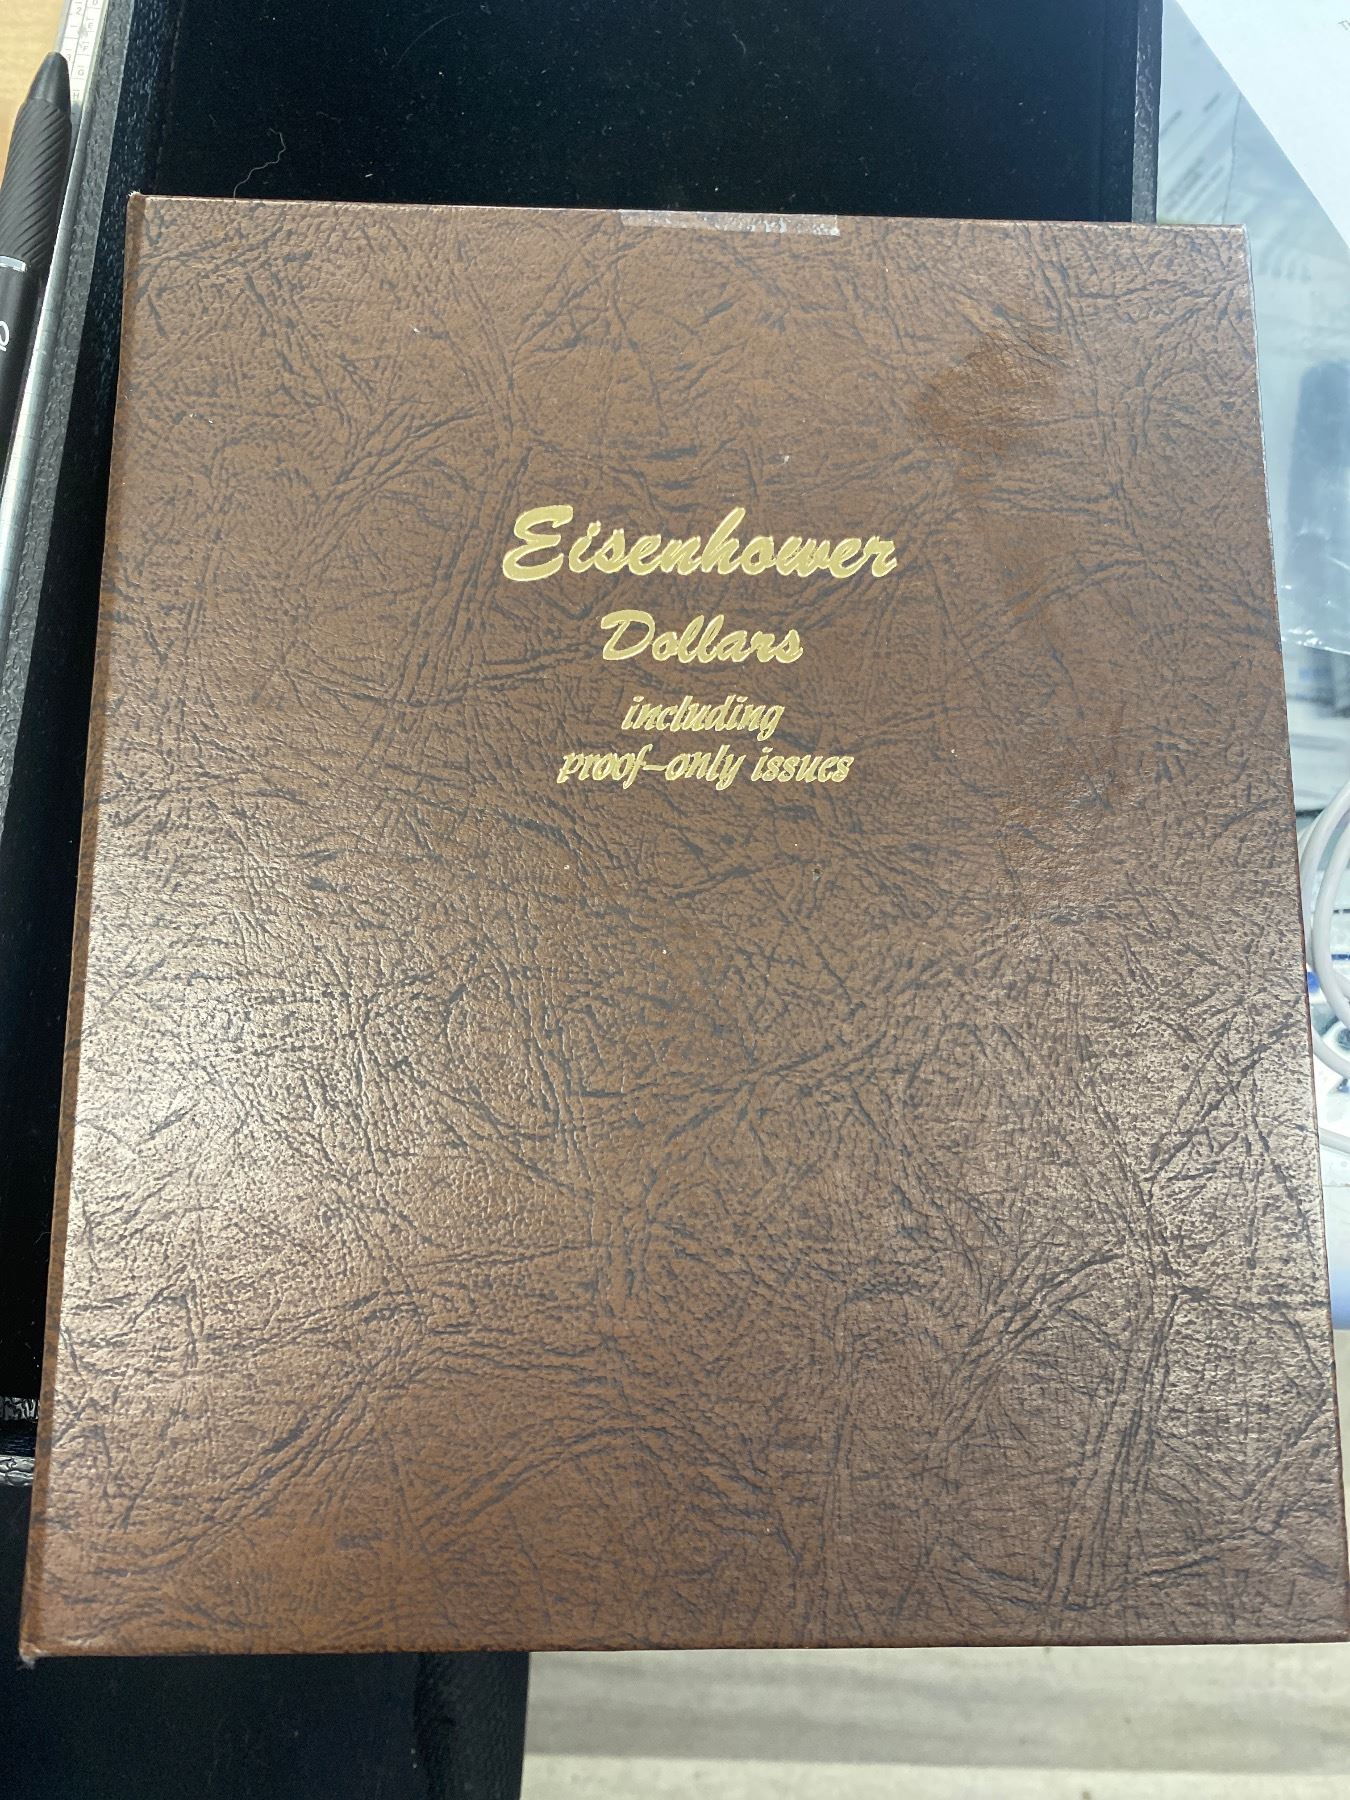 Eisenhower
Dollars
including
proof-only issues